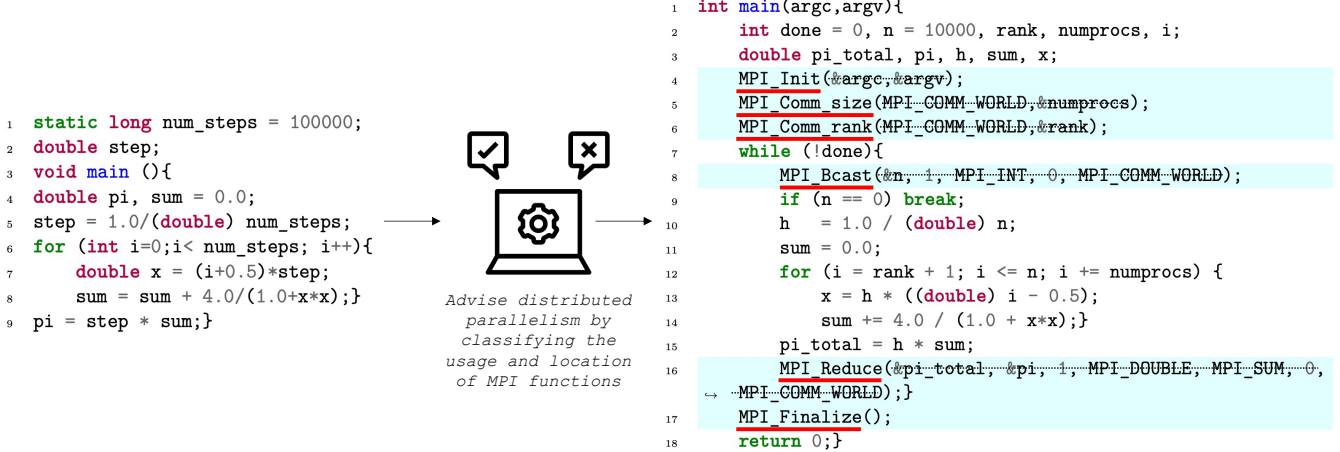 1 static long num_steps = 100000;
2 double step;
3 void main (){
4 double pi, sum = 0.0;
5 step = 1.0/(double) num_steps;
6 for (int i=0;i< num_steps; i++){
7 double x = (i+0.5)*step;
8 sum = sum + 4.0/(1.0+x*x);}
9 pi = step * sum;}
Advise distributed
parallelism by
classifying the
usage and location
of MPI functions
1 int main(argc,argv){
2 int done = 0, n = 10000, rank, numprocs, i;
3 double pi_total, pi, h, sum, x;
4 MPI_Init(&argc,&argv);
5 MPI_Comm_size(MPI_COMM_WORLD,&numprocs);
6 MPI_Comm_rank(MPI_COMM_WORLD,&rank);
7 while (!done){
8 MPI_Bcast(&n, 1, MPI_INT, 0, MPI_COMM_WORLD);
9 if (n == 0) break;
10 h = 1.0 / (double) n;
11 sum = 0.0;
12 for (i = rank + 1; i <= n; i += numprocs) {
13 x = h * ((double) i - 0.5);
14 sum += 4.0 / (1.0 + x*x);}
15 pi_total = h * sum;
16 MPI_Reduce(&pi_total, &pi, 1, MPI_DOUBLE, MPI_SUM, 0,
↪ MPI_COMM_WORLD);}
17 MPI_Finalize();
18 return 0;}